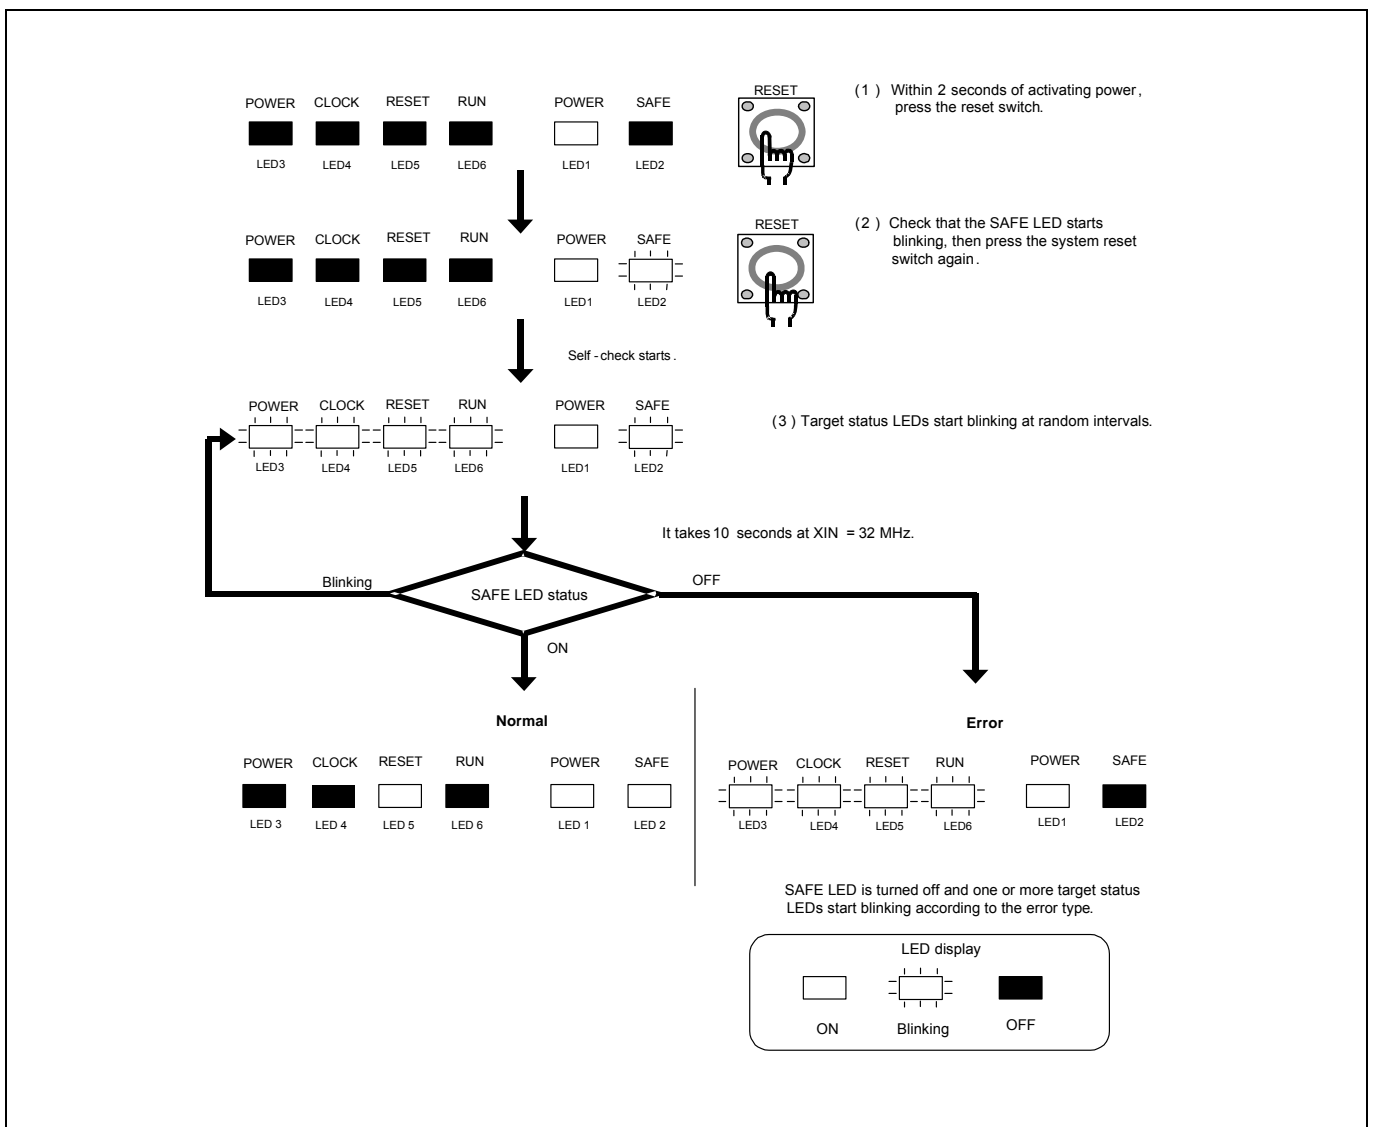 POWER CLOCK RESET RUN POWER SAFE
LED3 LED4 LED5 LED6 LED1 LED2
RESET
(1) Within 2 seconds of activating power,
press the reset switch.
POWER CLOCK RESET RUN POWER SAFE
LED3 LED4 LED5 LED6 LED1 LED2
RESET
(2) Check that the SAFE LED starts
blinking, then press the system reset
switch again.
Self-check starts.
POWER CLOCK RESET RUN POWER SAFE
LED3 LED4 LED5 LED6 LED1 LED2
(3) Target status LEDs start blinking at random intervals.
It takes 10 seconds at XIN = 32 MHz.
Blinking
SAFE LED status
OFF
ON
Normal
POWER CLOCK RESET RUN POWER SAFE
LED 3 LED 4 LED 5 LED 6 LED 1 LED 2
Error
POWER CLOCK RESET RUN POWER SAFE
LED3 LED4 LED5 LED6 LED1 LED2
SAFE LED is turned off and one or more target status
LEDs start blinking according to the error type.
LED display
ON Blinking OFF